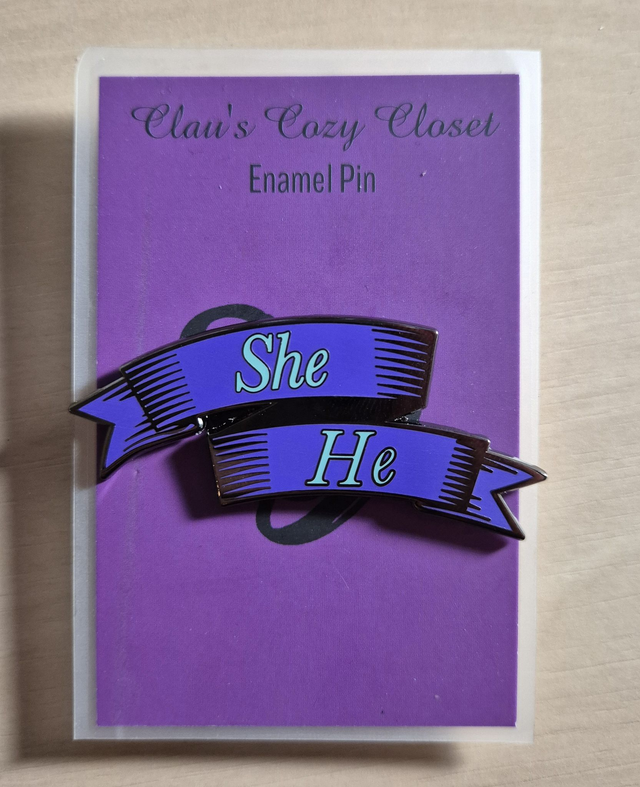 Clau's Cozy Closet
Enamel Pin
She
He